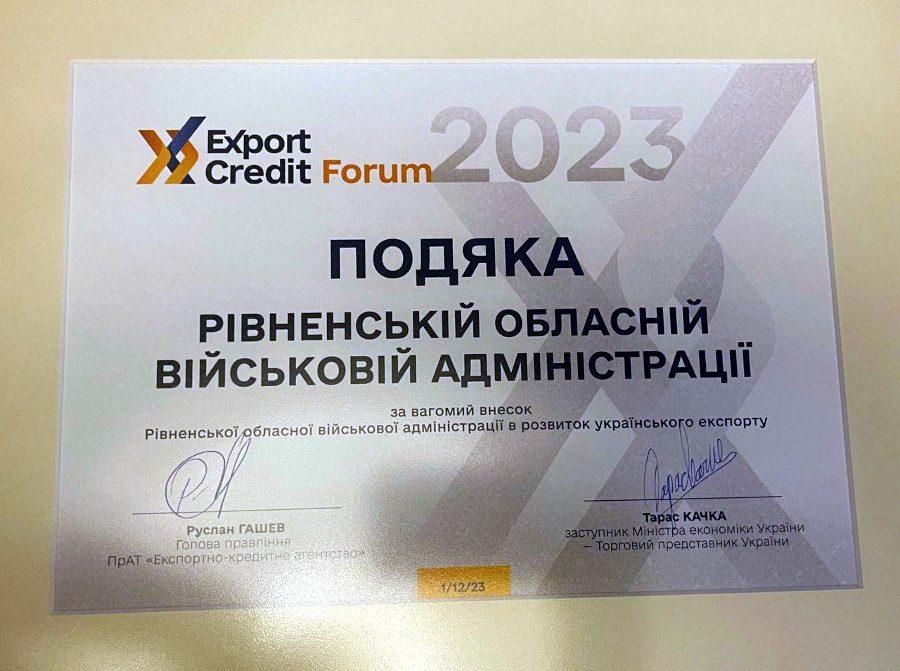 Export
Credit Forum
2023
ПОДЯКА
РІВНЕНСЬКІЙ ОБЛАСНІЙ
ВІЙСЬКОВІЙ АДМІНІСТРАЦІЇ
за вагомий внесок
Рівненської обласної військової адміністрації в розвиток українського експорту
Руслан ГАШЕВ
Голова правління
ПрАТ «Експортно-кредитне агентство»
Тарас КАЧКА
заступник Міністра економіки України
— Торговий представник України
1/12/23